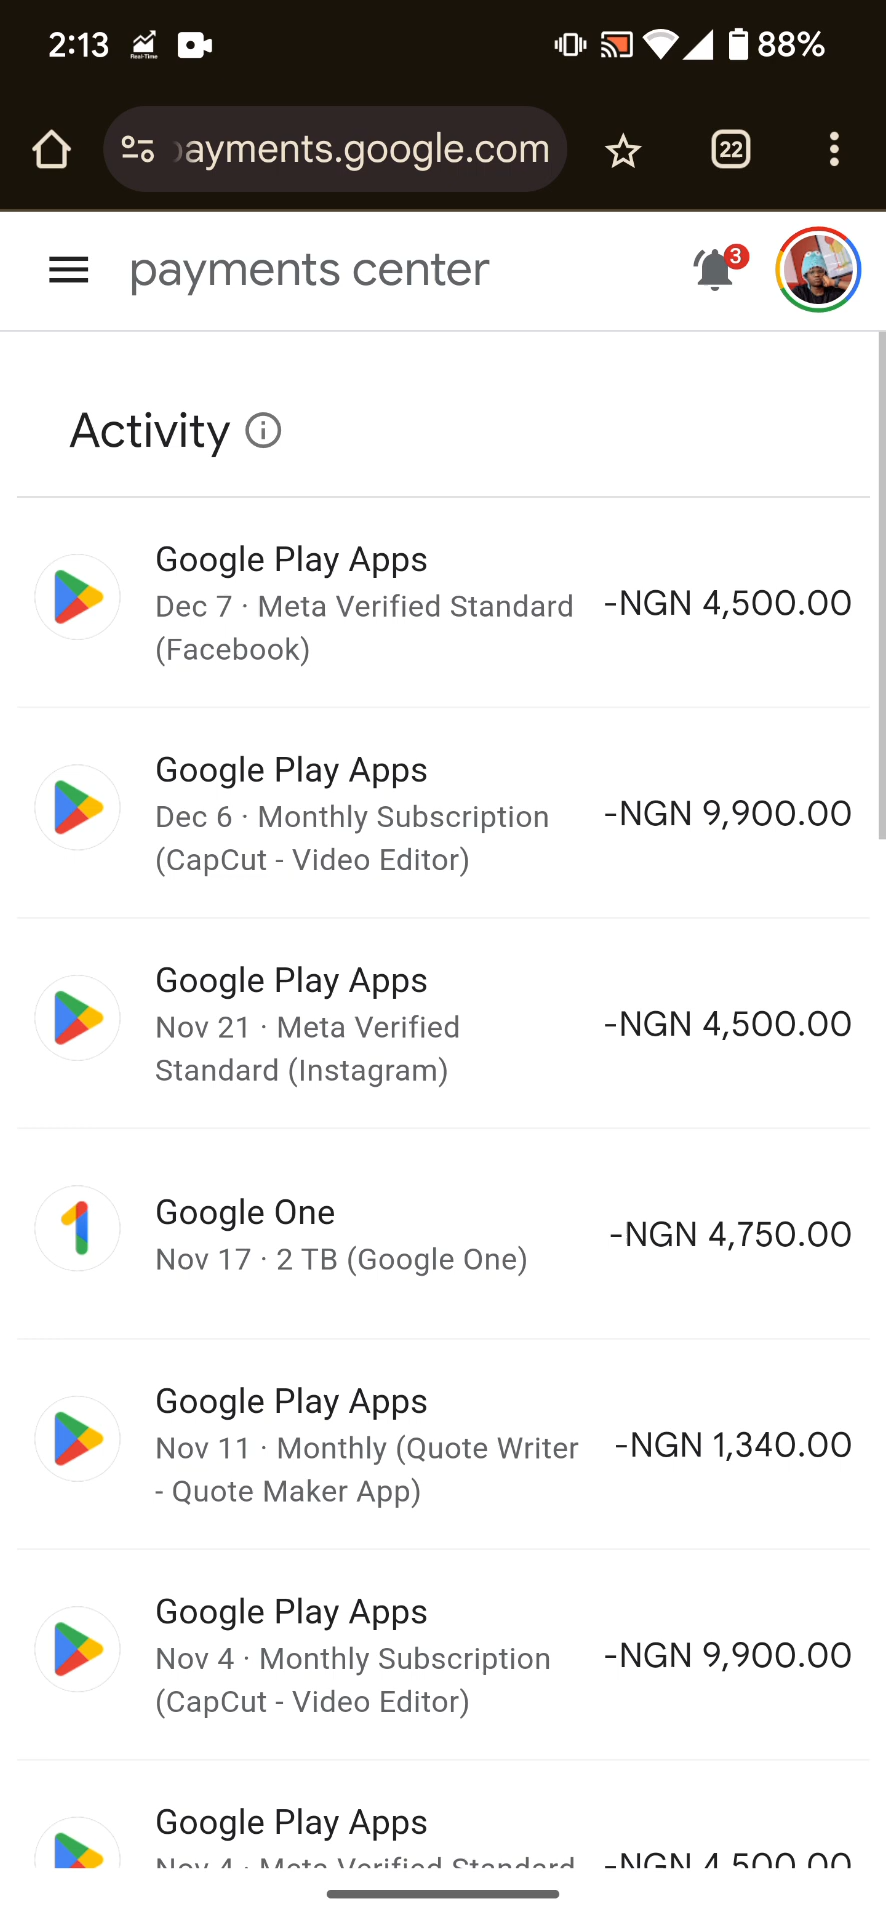 2:13
Real-Time
88%
payments.google.com
22
payments center
3
Activity
Google Play Apps
Dec 7 · Meta Verified Standard
(Facebook)
-NGN 4,500.00
Google Play Apps
Dec 6 · Monthly Subscription
(CapCut - Video Editor)
-NGN 9,900.00
Google Play Apps
Nov 21 · Meta Verified
Standard (Instagram)
-NGN 4,500.00
Google One
Nov 17 · 2 TB (Google One)
-NGN 4,750.00
Google Play Apps
Nov 11 · Monthly (Quote Writer
- Quote Maker App)
-NGN 1,340.00
Google Play Apps
Nov 4 · Monthly Subscription
(CapCut - Video Editor)
-NGN 9,900.00
Google Play Apps
Nov 4 · Meta Verified Standard
-NGN 4,500.00